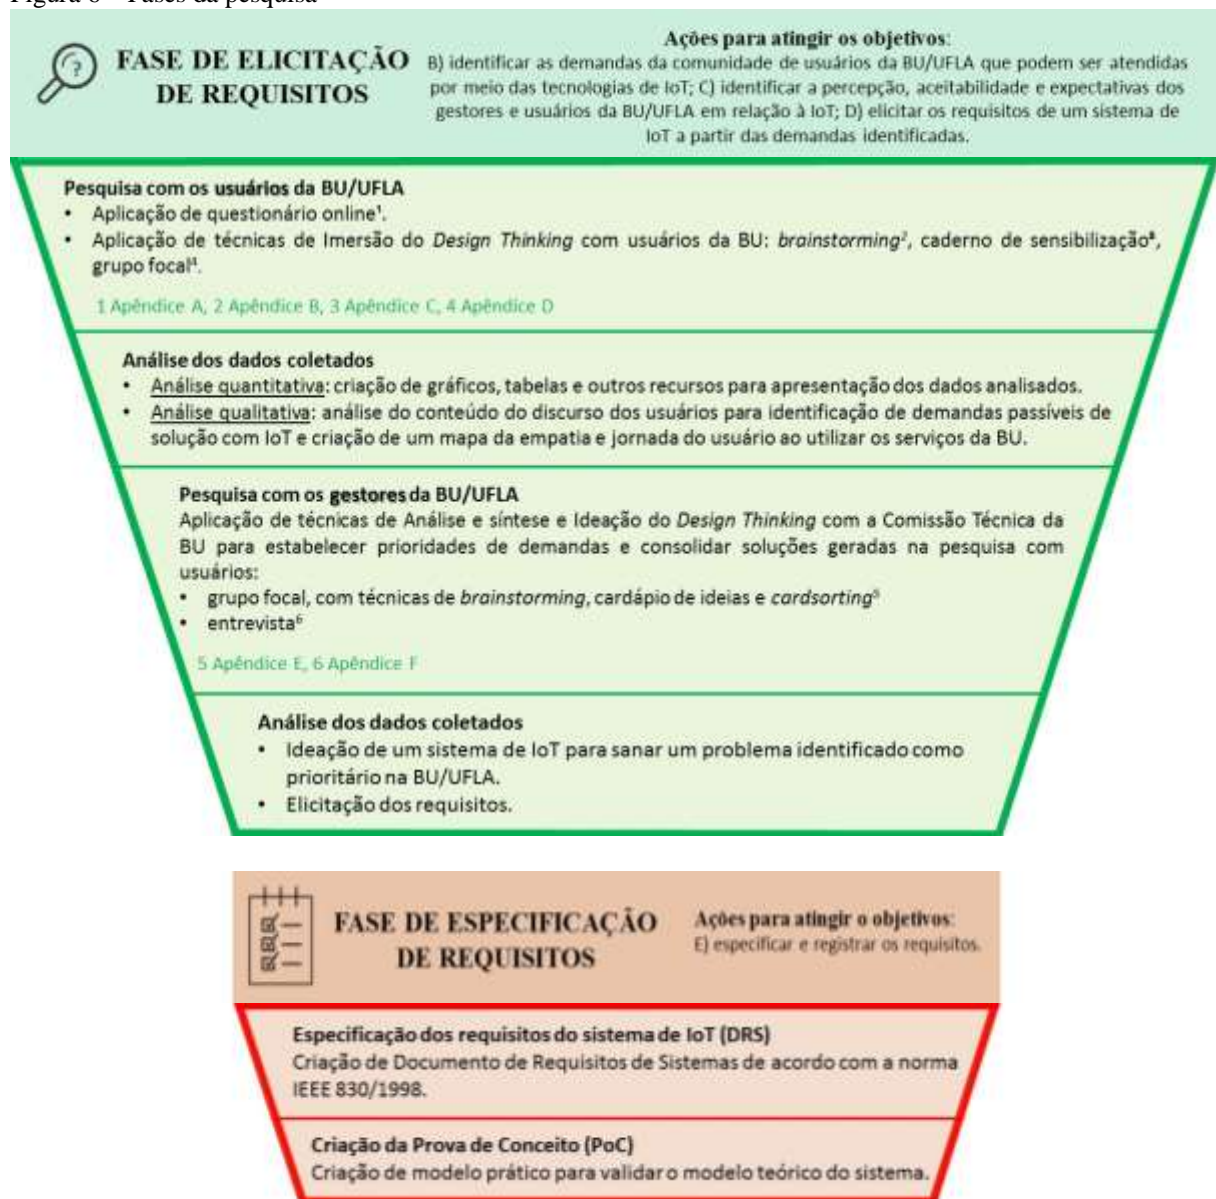 Figura 6 – Fases da pesquisa
FASE DE ELICITAÇÃO
DE REQUISITOS
Ações para atingir os objetivos:
B) identificar as demandas da comunidade de usuários da BU/UFLA que podem ser atendidas
por meio das tecnologias de IoT; C) identificar a percepção, aceitabilidade e expectativas dos
gestores e usuários da BU/UFLA em relação à IoT; D) elicitar os requisitos de um sistema de
IoT a partir das demandas identificadas.
Pesquisa com os usuários da BU/UFLA
• Aplicação de questionário online¹.
• Aplicação de técnicas de Imersão do Design Thinking com usuários da BU: brainstorming², caderno de sensibilização³,
grupo focal⁴.
1 Apêndice A, 2 Apêndice B, 3 Apêndice C, 4 Apêndice D
Análise dos dados coletados
• Análise quantitativa: criação de gráficos, tabelas e outros recursos para apresentação dos dados analisados.
• Análise qualitativa: análise do conteúdo do discurso dos usuários para identificação de demandas passíveis de
solução com IoT e criação de um mapa da empatia e jornada do usuário ao utilizar os serviços da BU.
Pesquisa com os gestores da BU/UFLA
Aplicação de técnicas de Análise e síntese e Ideação do Design Thinking com a Comissão Técnica da
BU para estabelecer prioridades de demandas e consolidar soluções geradas na pesquisa com
usuários:
• grupo focal, com técnicas de brainstorming, cardápio de ideias e cardsorting⁵
• entrevista⁶
5 Apêndice E, 6 Apêndice F
Análise dos dados coletados
• Ideação de um sistema de IoT para sanar um problema identificado como
prioritário na BU/UFLA.
• Elicitação dos requisitos.
FASE DE ESPECIFICAÇÃO
DE REQUISITOS
Ações para atingir o objetivos:
E) especificar e registrar os requisitos.
Especificação dos requisitos do sistema de IoT (DRS)
Criação de Documento de Requisitos de Sistemas de acordo com a norma
IEEE 830/1998.
Criação da Prova de Conceito (PoC)
Criação de modelo prático para validar o modelo teórico do sistema.